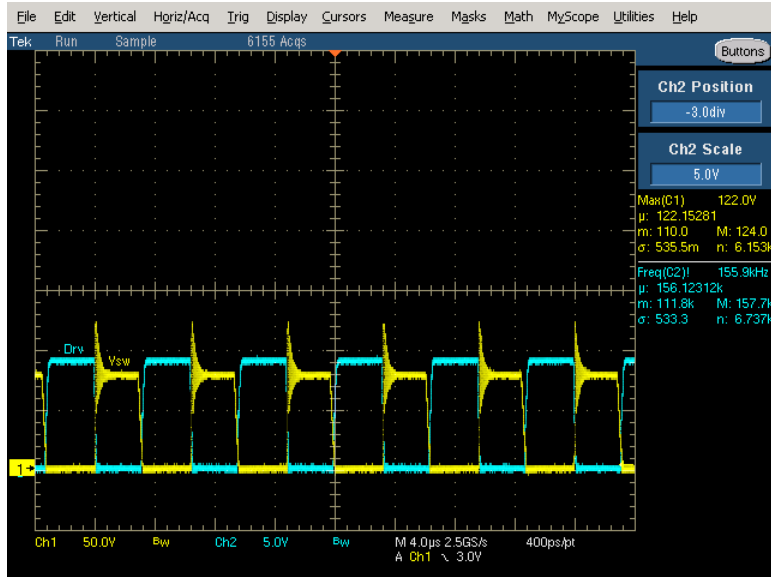 File Edit Vertical Horiz/Acq Trig Display Cursors Measure Masks Math MyScope Utilities Help
Tek Run Sample 6155 Acqs
Buttons
Ch2 Position
-3.0div
Ch2 Scale
5.0V
Max(C1) 122.0V
µ: 122.15281
m: 110.0 M: 124.0
σ: 535.5m n: 6.153k
Freq(C2)! 155.9kHz
µ: 156.12312k
m: 111.8k M: 157.7k
σ: 533.3 n: 6.737k
Drv
Vsw
1
Ch1 50.0V Bw Ch2 5.0V Bw M 4.0µs 2.5GS/s 400ps/pt
A Ch1 ∖ 3.0V